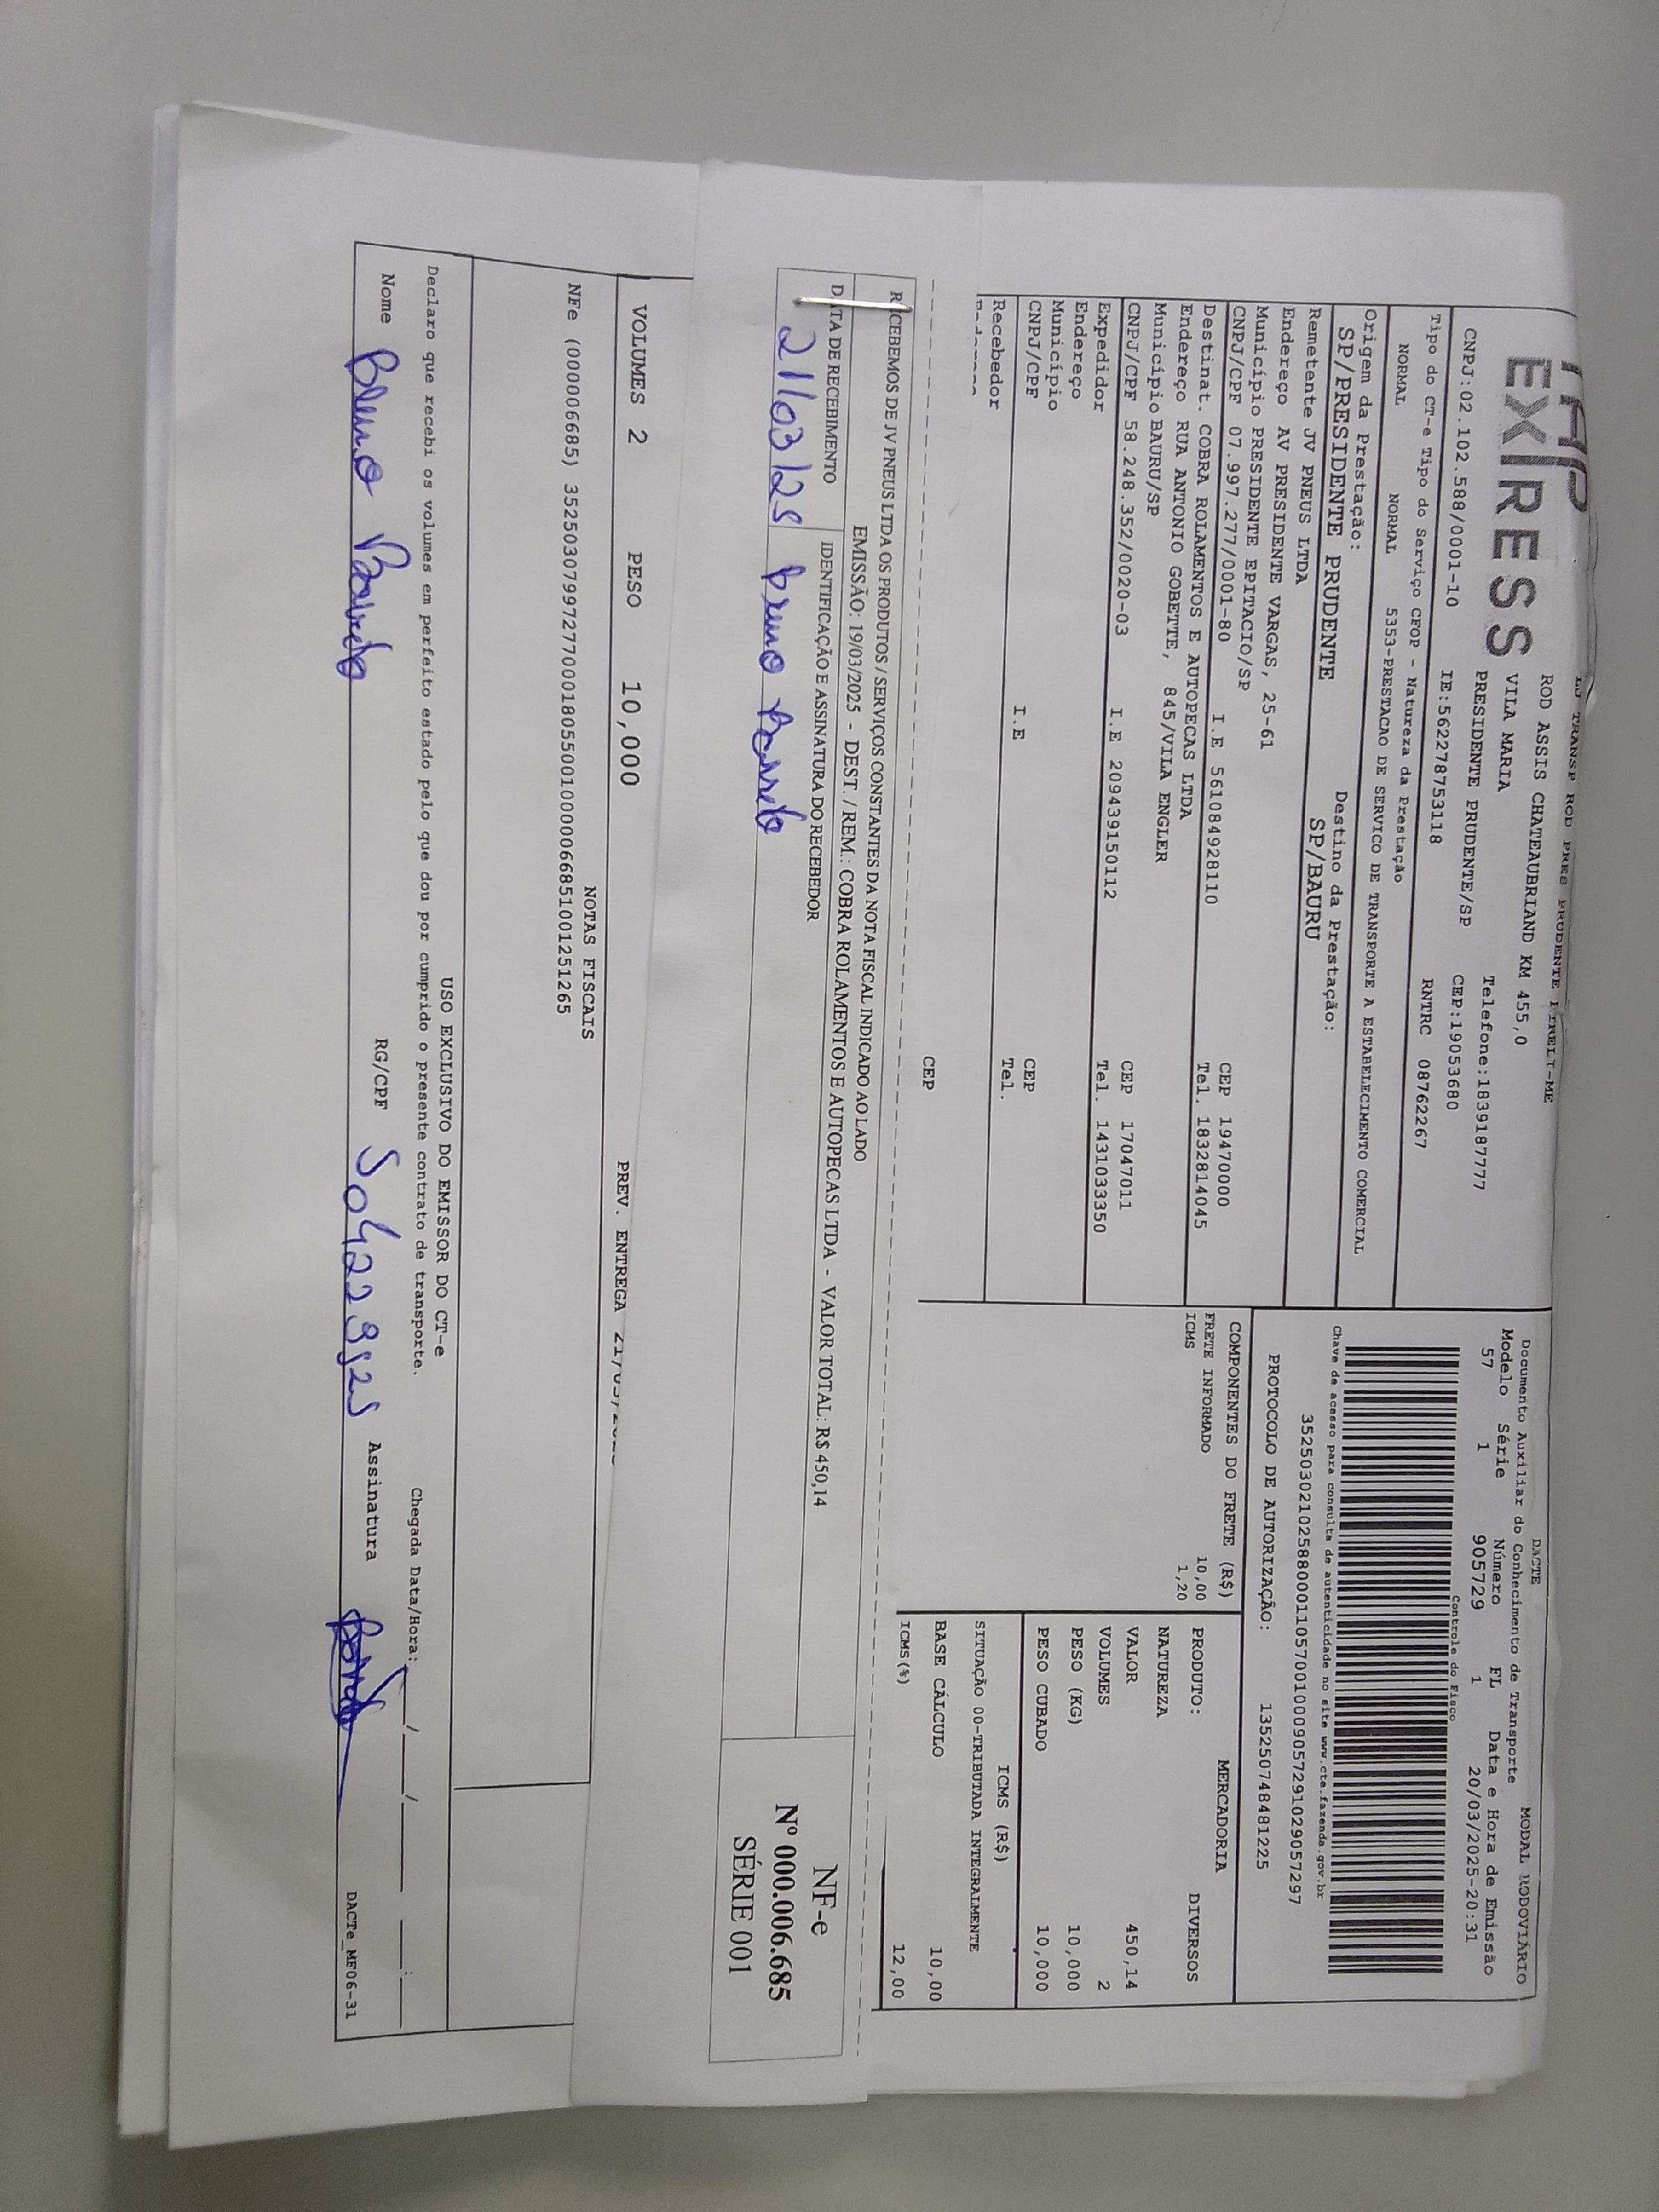 EXPRESS
LJ TRANSP ROD PRES PRUDENTE EIRELI-ME
ROD ASSIS CHATEAUBRIAND KM 455,0
VILA MARIA Telefone:1839187777
PRESIDENTE PRUDENTE/SP CEP:19053680
CNPJ:02.102.588/0001-10 IE:562278753118 RNTRC 08762267
Tipo do CT-e Tipo do Serviço CFOP - Natureza da Prestação
NORMAL NORMAL 5353-PRESTACAO DE SERVICO DE TRANSPORTE A ESTABELECIMENTO COMERCIAL
Origem da Prestação: Destino da Prestação:
SP/PRESIDENTE PRUDENTE SP/BAURU
Remetente JV PNEUS LTDA
Endereço AV PRESIDENTE VARGAS, 25-61
Município PRESIDENTE EPITACIO/SP CEP 19470000
CNPJ/CPF 07.997.277/0001-80 I.E 561084928110 Tel. 1832814045
Destinat. COBRA ROLAMENTOS E AUTOPECAS LTDA
Endereço RUA ANTONIO GOBETTE, 845/VILA ENGLER
Município BAURU/SP CEP 17047011
CNPJ/CPF 58.248.352/0020-03 I.E 209439150112 Tel. 1431033350
Expedidor
Endereço
Município CEP
CNPJ/CPF I.E Tel.
Recebedor
CEP
DACTE MODAL RODOVIÁRIO
Documento Auxiliar do Conhecimento de Transporte
Modelo Série Número FL Data e Hora de Emissão
57 1 905729 1 20/03/2025-20:31
Controle do Fisco
Chave de acesso para consulta de autenticidade no site www.cte.fazenda.gov.br
35250302102588000110570010009057291029057297
PROTOCOLO DE AUTORIZAÇÃO: 135250748481225
COMPONENTES DO FRETE (R$)
FRETE INFORMADO 10,00
ICMS 1,20
MERCADORIA
PRODUTO: DIVERSOS
NATUREZA
VALOR 450,14
VOLUMES 2
PESO (KG) 10,000
PESO CUBADO 10,000
ICMS (R$)
SITUAÇÃO 00-TRIBUTADA INTEGRALMENTE
BASE CÁLCULO 10,00
ICMS(%) 12,00
RECEBEMOS DE JV PNEUS LTDA OS PRODUTOS / SERVIÇOS CONSTANTES DA NOTA FISCAL INDICADO AO LADO
EMISSÃO: 19/03/2025 - DEST. / REM.: COBRA ROLAMENTOS E AUTOPECAS LTDA - VALOR TOTAL: R$ 450,14
DATA DE RECEBIMENTO IDENTIFICAÇÃO E ASSINATURA DO RECEBEDOR
21/03/25 Bruno Barreto
NF-e
Nº 000.006.685
SÉRIE 001
VOLUMES 2 PESO 10,000 PREV. ENTREGA
NOTAS FISCAIS
NFe (000006685) 35250307997277000180550010000066851001251265
USO EXCLUSIVO DO EMISSOR DO CT-e
Declaro que recebi os volumes em perfeito estado pelo que dou por cumprido o presente contrato de transporte. Chegada Data/Hora: / / :
Nome Bruno Barreto RG/CPF Assinatura
DACTe_MF06-31